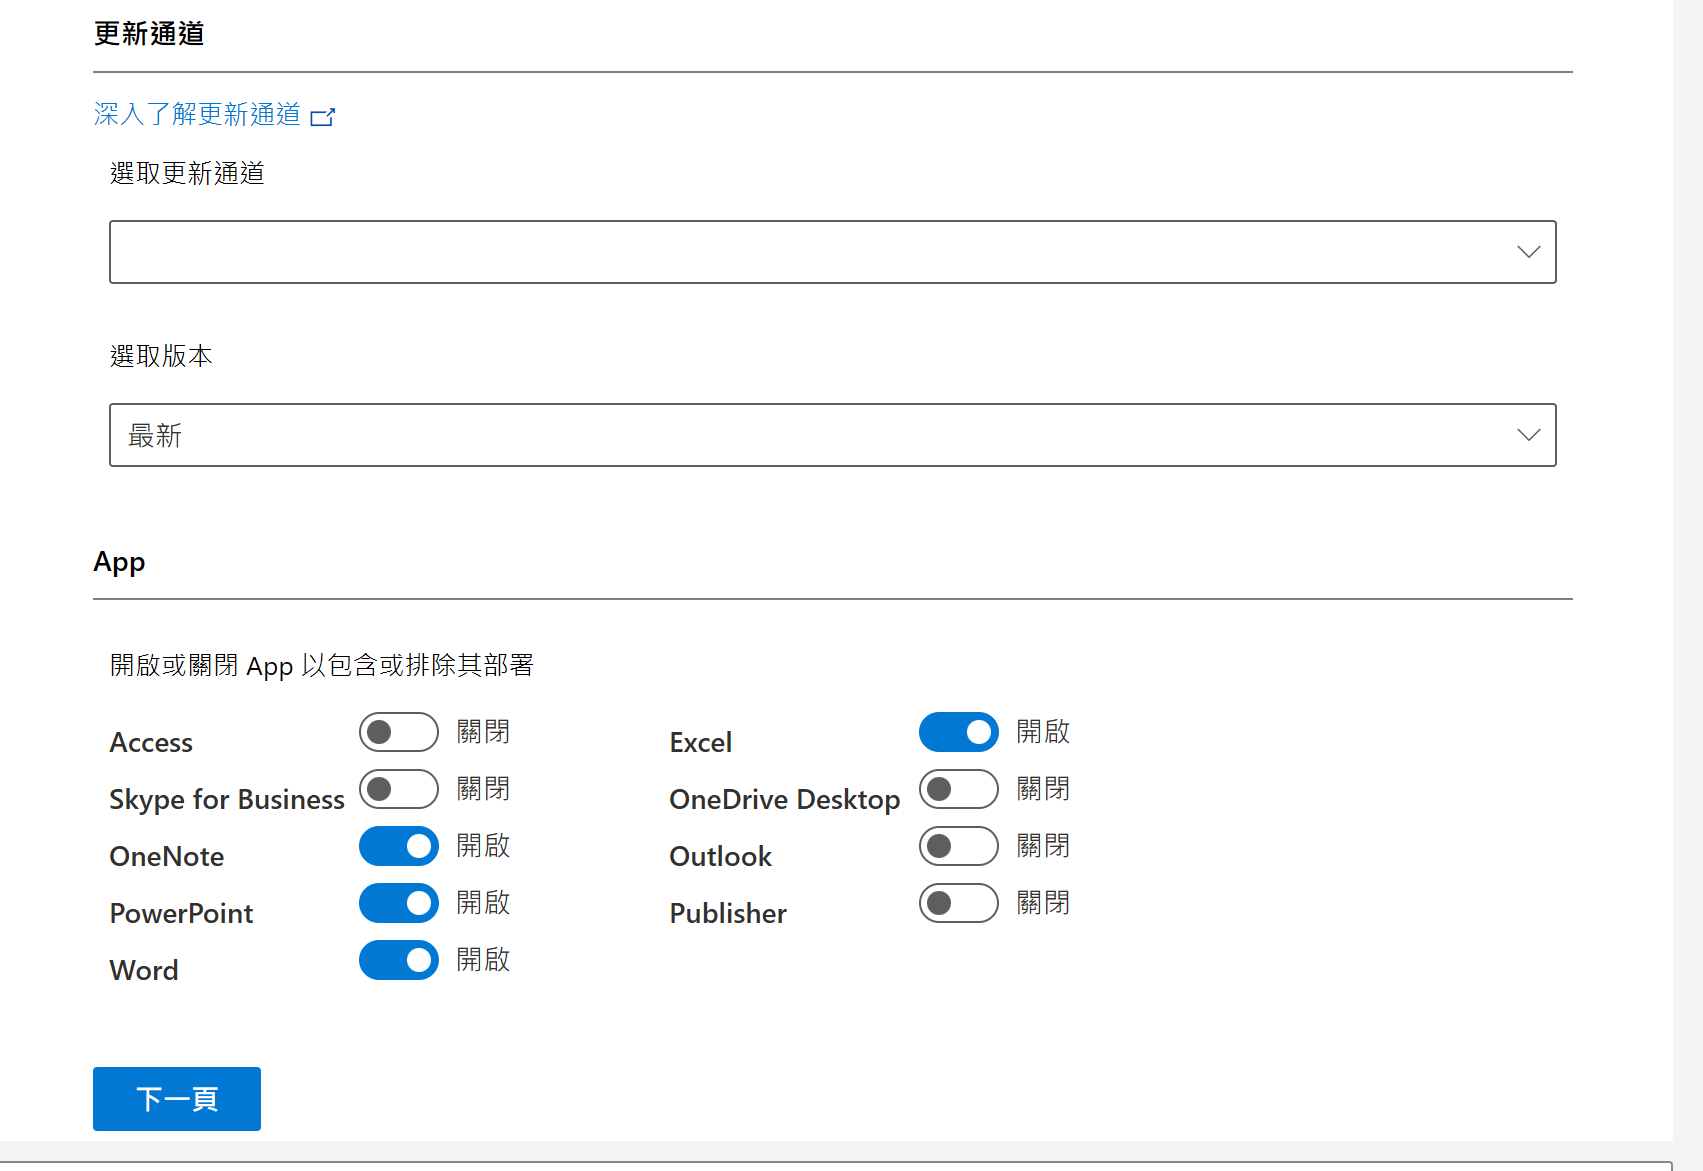 更新通道
深入了解更新通道
選取更新通道
選取版本
最新
App
開啟或關閉 App 以包含或排除其部署
Access 關閉 Excel 開啟
Skype for Business 關閉 OneDrive Desktop 關閉
OneNote 開啟 Outlook 關閉
PowerPoint 開啟 Publisher 關閉
Word 開啟
下一頁